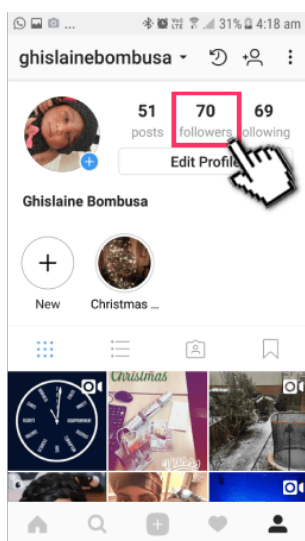 31% 4:18 am
ghislainebombusa
51 70 69
posts followers following
Edit Profile
Ghislaine Bombusa
New Christmas ...
Christmas